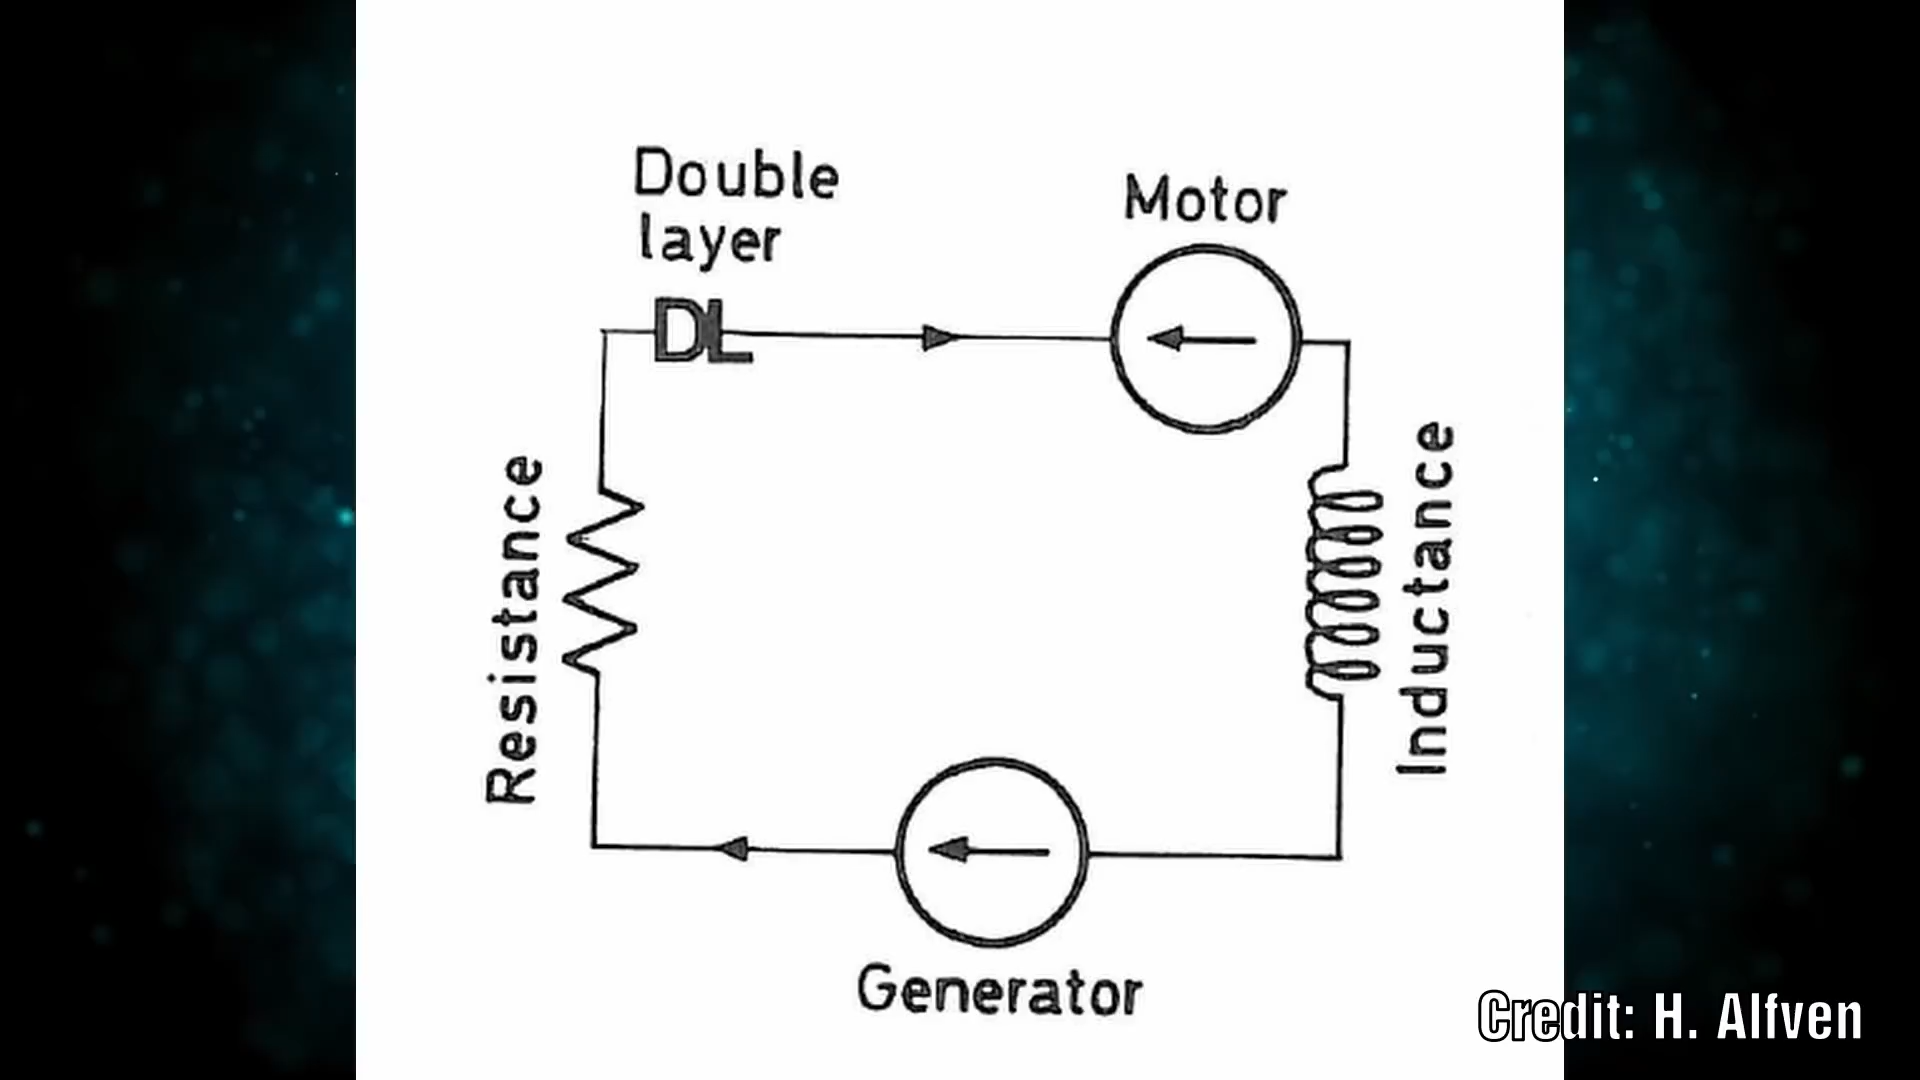 Double
layer
DL
Motor
Resistance
Inductance
Generator
Credit: H. Alfven